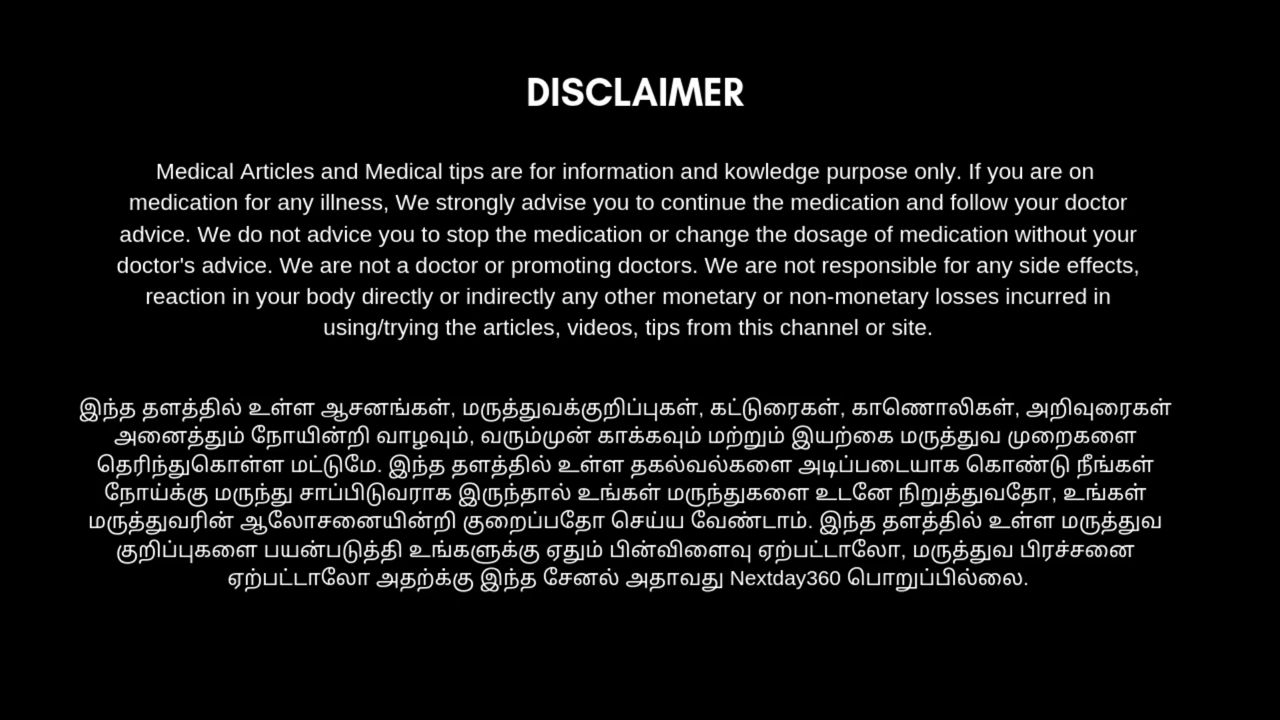 DISCLAIMER
Medical Articles and Medical tips are for information and kowledge purpose only. If you are on
medication for any illness, We strongly advise you to continue the medication and follow your doctor
advice. We do not advice you to stop the medication or change the dosage of medication without your
doctor's advice. We are not a doctor or promoting doctors. We are not responsible for any side effects,
reaction in your body directly or indirectly any other monetary or non-monetary losses incurred in
using/trying the articles, videos, tips from this channel or site.
இந்த தளத்தில் உள்ள ஆசனங்கள், மருத்துவக்குறிப்புகள், கட்டுரைகள், காணொலிகள், அறிவுரைகள்
அனைத்தும் நோயின்றி வாழவும், வரும்முன் காக்கவும் மற்றும் இயற்கை மருத்துவ முறைகளை
தெரிந்துகொள்ள மட்டுமே. இந்த தளத்தில் உள்ள தகல்வல்களை அடிப்படையாக கொண்டு நீங்கள்
நோய்க்கு மருந்து சாப்பிடுவராக இருந்தால் உங்கள் மருந்துகளை உடனே நிறுத்துவதோ, உங்கள்
மருத்துவரின் ஆலோசனையின்றி குறைப்பதோ செய்ய வேண்டாம். இந்த தளத்தில் உள்ள மருத்துவ
குறிப்புகளை பயன்படுத்தி உங்களுக்கு ஏதும் பின்விளைவு ஏற்பட்டாலோ, மருத்துவ பிரச்சனை
ஏற்பட்டாலோ அதற்க்கு இந்த சேனல் அதாவது Nextday360 பொறுப்பில்லை.